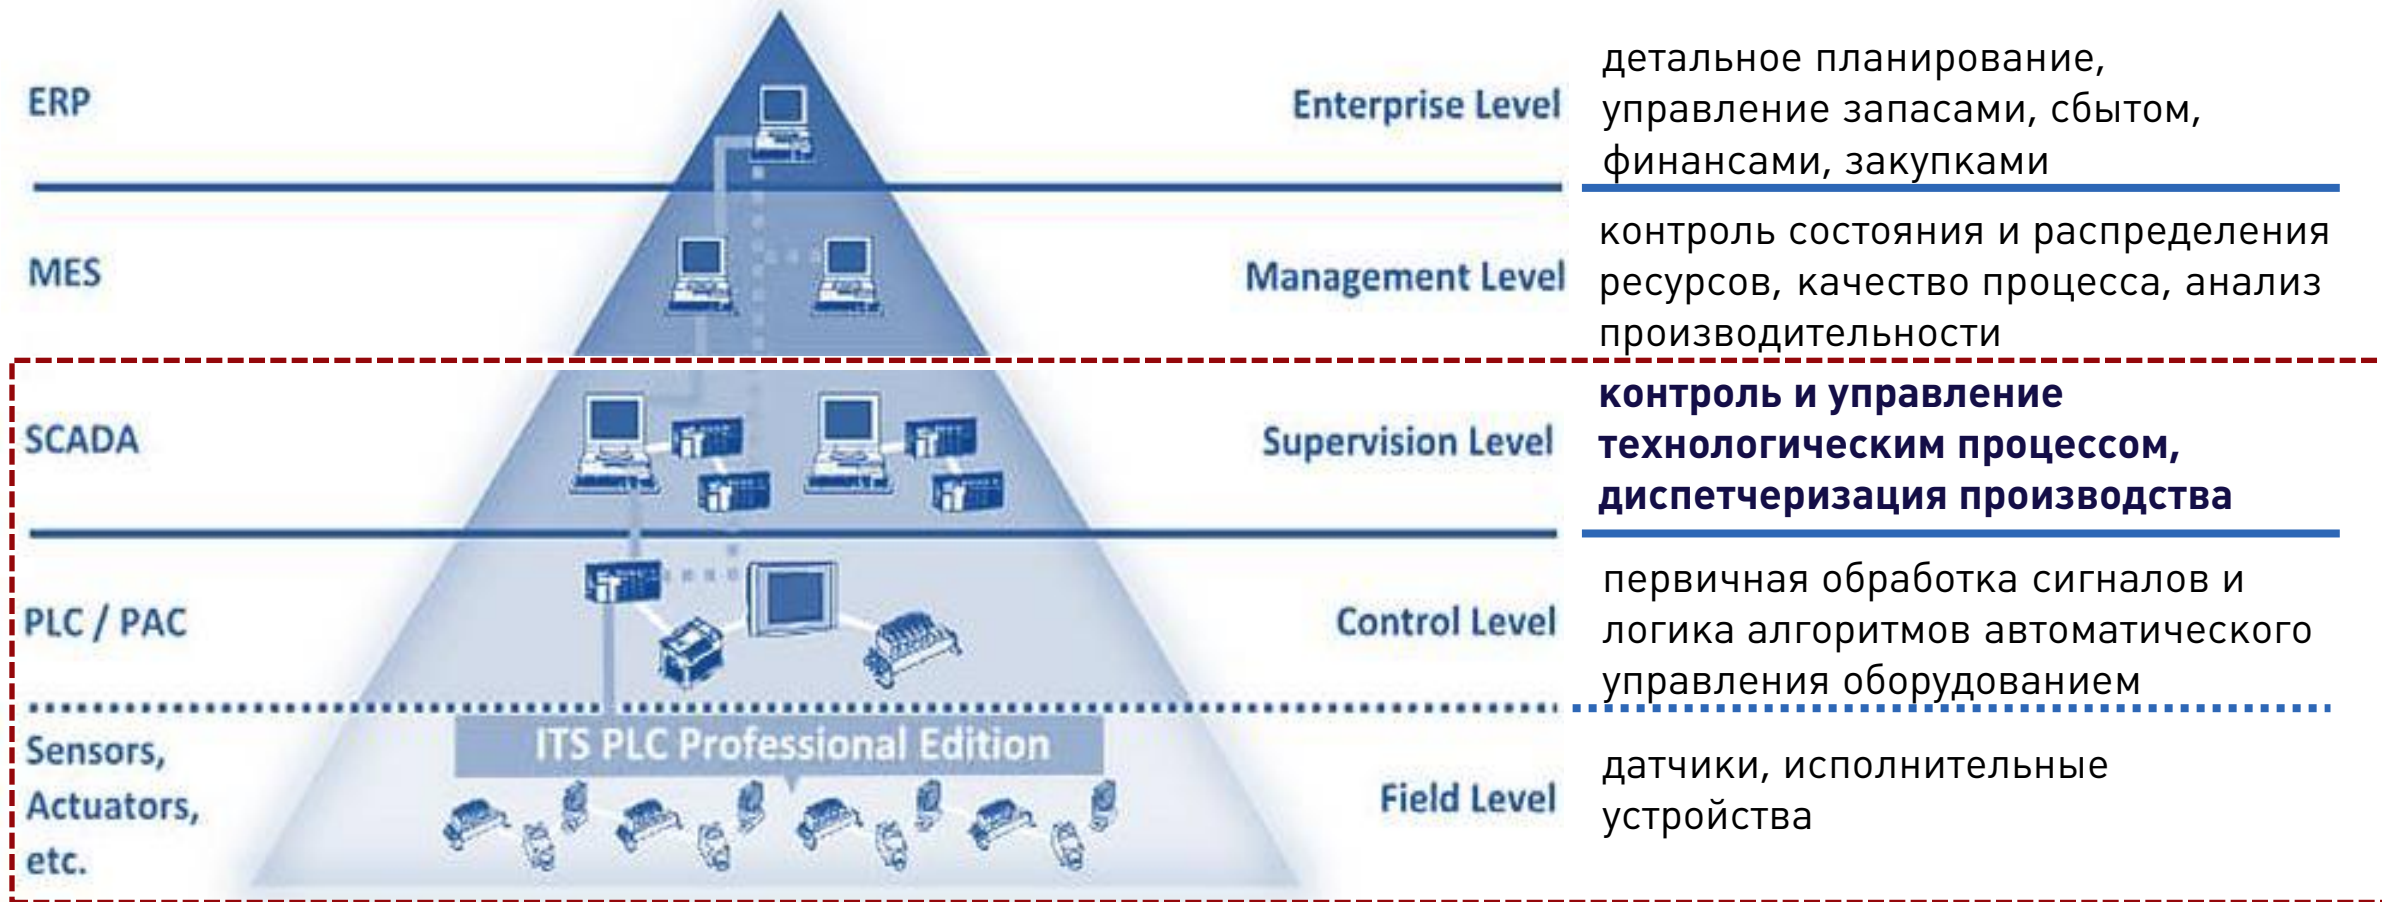 ERP
Enterprise Level
детальное планирование,
управление запасами, сбытом,
финансами, закупками
MES
Management Level
контроль состояния и распределения
ресурсов, качество процесса, анализ
производительности
SCADA
Supervision Level
контроль и управление
технологическим процессом,
диспетчеризация производства
PLC / PAC
Control Level
первичная обработка сигналов и
логика алгоритмов автоматического
управления оборудованием
Sensors,
Actuators,
etc.
ITS PLC Professional Edition
Field Level
датчики, исполнительные
устройства